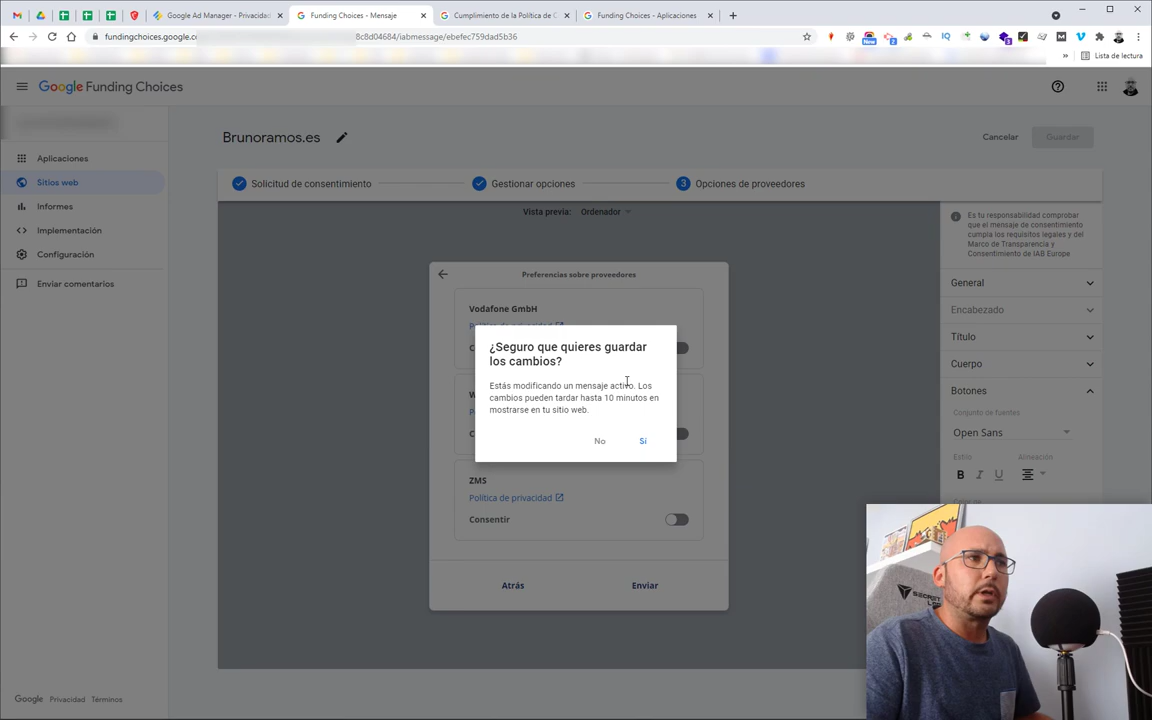 Google Ad Manager - Privacidad
Funding Choices - Mensaje
Cumplimiento de la Política de C
Funding Choices - Aplicaciones
fundingchoices.google.c
8c8d04684/iabmessage/ebefec759dad5b36
New
Lista de lectura
Google Funding Choices
Brunoramos.es
Cancelar
Guardar
Aplicaciones
Sitios web
Informes
Implementación
Configuración
Enviar comentarios
Solicitud de consentimiento
Gestionar opciones
3 Opciones de proveedores
Vista previa: Ordenador
Es tu responsabilidad comprobar
que el mensaje de consentimiento
cumpla los requisitos legales y del
Marco de Transparencia y
Consentimiento de IAB Europe
General
Encabezado
Título
Cuerpo
Botones
Conjunto de fuentes
Open Sans
Estilo
Alineación
B I U
Preferencias sobre proveedores
Vodafone GmbH
¿Seguro que quieres guardar
los cambios?
Estás modificando un mensaje activo. Los
cambios pueden tardar hasta 10 minutos en
mostrarse en tu sitio web.
No
Sí
ZMS
Política de privacidad
Consentir
Atrás
Enviar
SECRET
LAB
Google
Privacidad
Términos